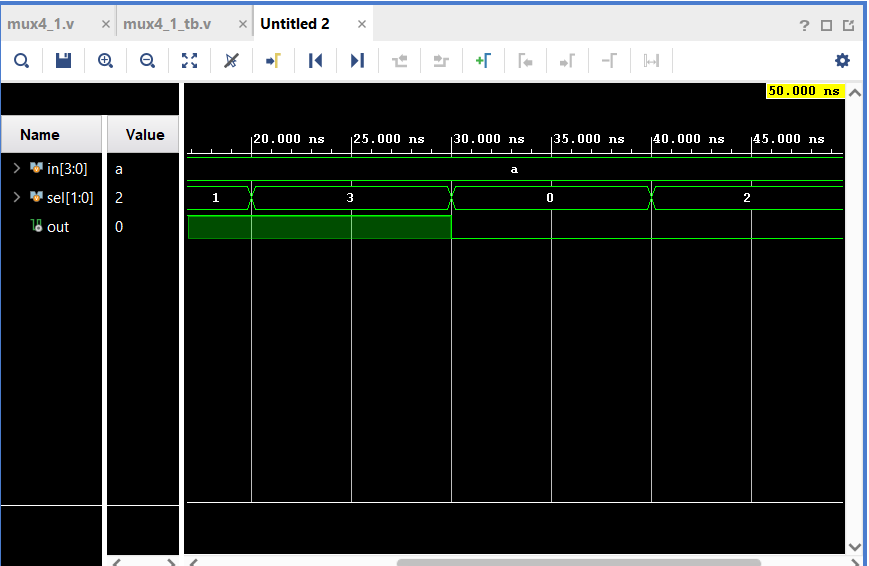 mux4_1.v × mux4_1_tb.v × Untitled 2 × ?
50.000 ns
Name Value
20.000 ns 25.000 ns 30.000 ns 35.000 ns 40.000 ns 45.000 ns
in[3:0] a a
sel[1:0] 2 1 3 0 2
out 0